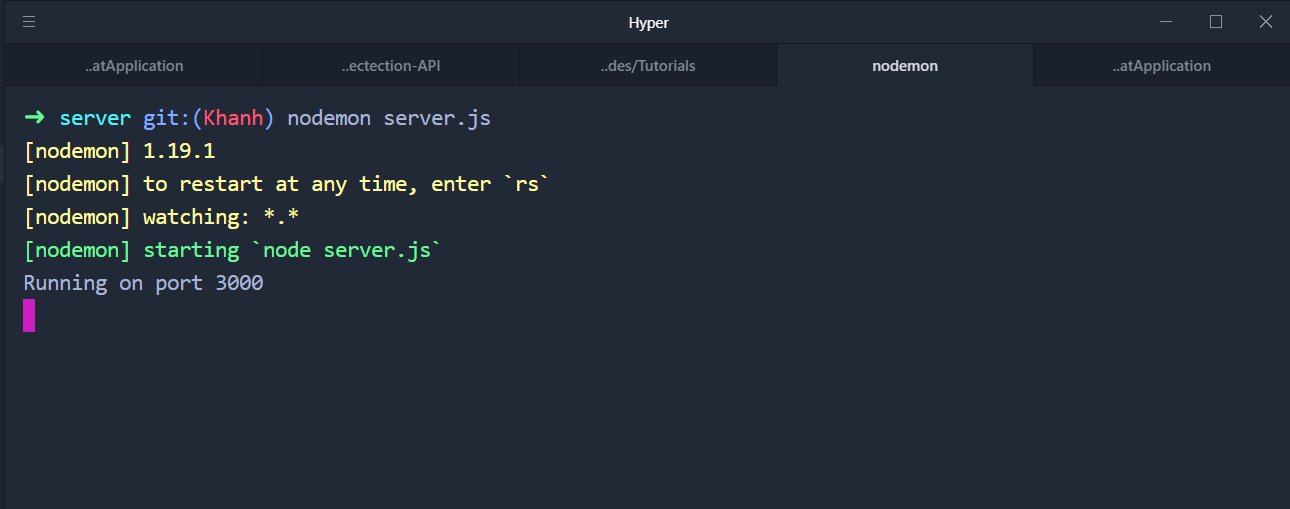 Hyper
..atApplication ..ectection-API ..des/Tutorials nodemon ..atApplication
➜ server git:(Khanh) nodemon server.js
[nodemon] 1.19.1
[nodemon] to restart at any time, enter `rs`
[nodemon] watching: *.*
[nodemon] starting `node server.js`
Running on port 3000